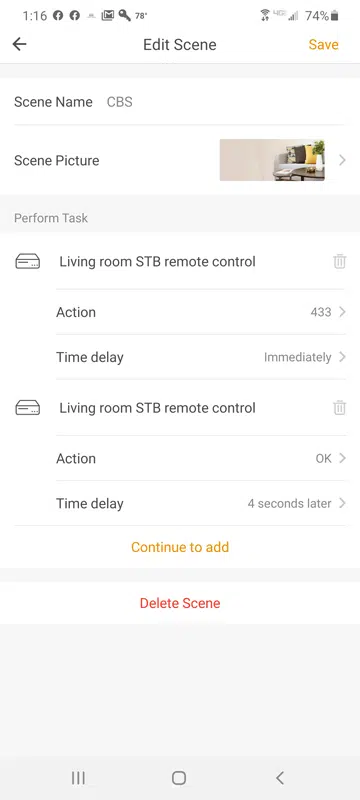 1:16 78° 4G 74%
Edit Scene Save
Scene Name CBS
Scene Picture
Perform Task
Living room STB remote control
Action 433
Time delay Immediately
Living room STB remote control
Action OK
Time delay 4 seconds later
Continue to add
Delete Scene